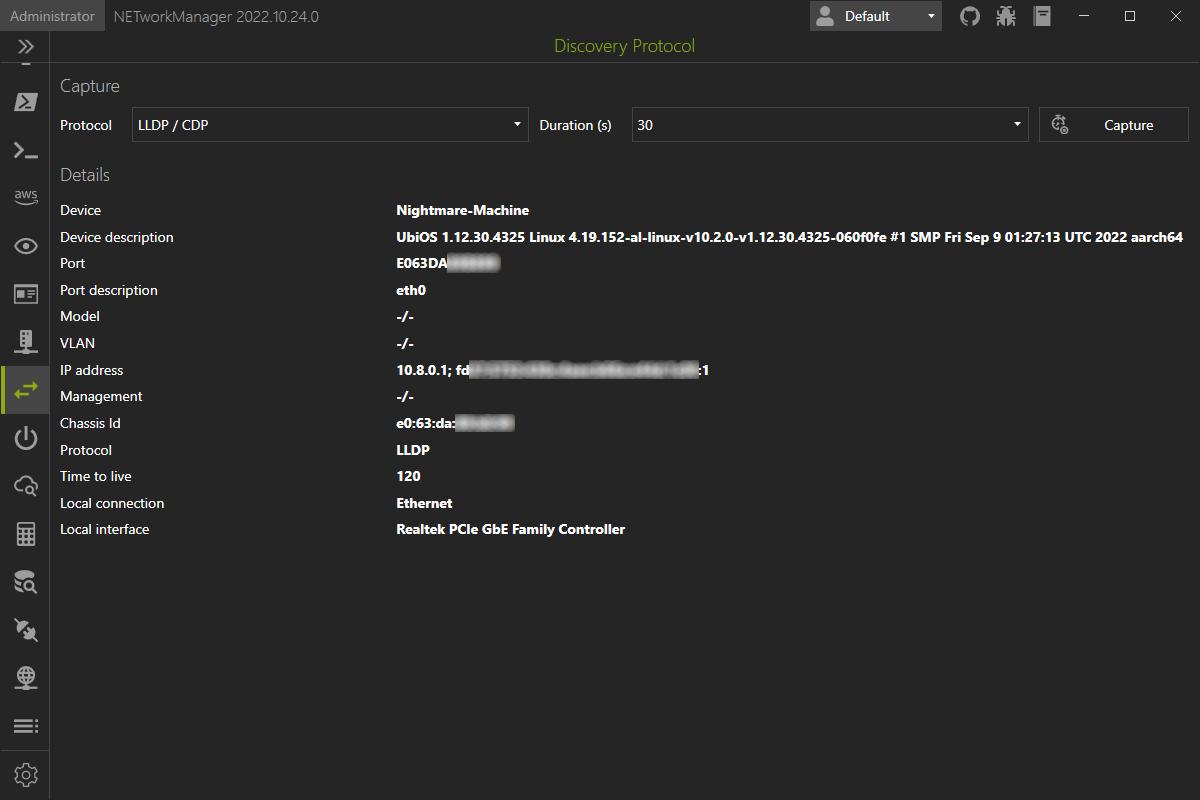 Administrator NETworkManager 2022.10.24.0 Default
Discovery Protocol
Capture
Protocol LLDP / CDP Duration (s) 30 Capture
Details
Device Nightmare-Machine
Device description UbiOS 1.12.30.4325 Linux 4.19.152-al-linux-v10.2.0-v1.12.30.4325-060f0fe #1 SMP Fri Sep 9 01:27:13 UTC 2022 aarch64
Port E063DA
Port description eth0
Model -/-
VLAN -/-
IP address 10.8.0.1; fd :1
Management -/-
Chassis Id e0:63:da:
Protocol LLDP
Time to live 120
Local connection Ethernet
Local interface Realtek PCIe GbE Family Controller
aws